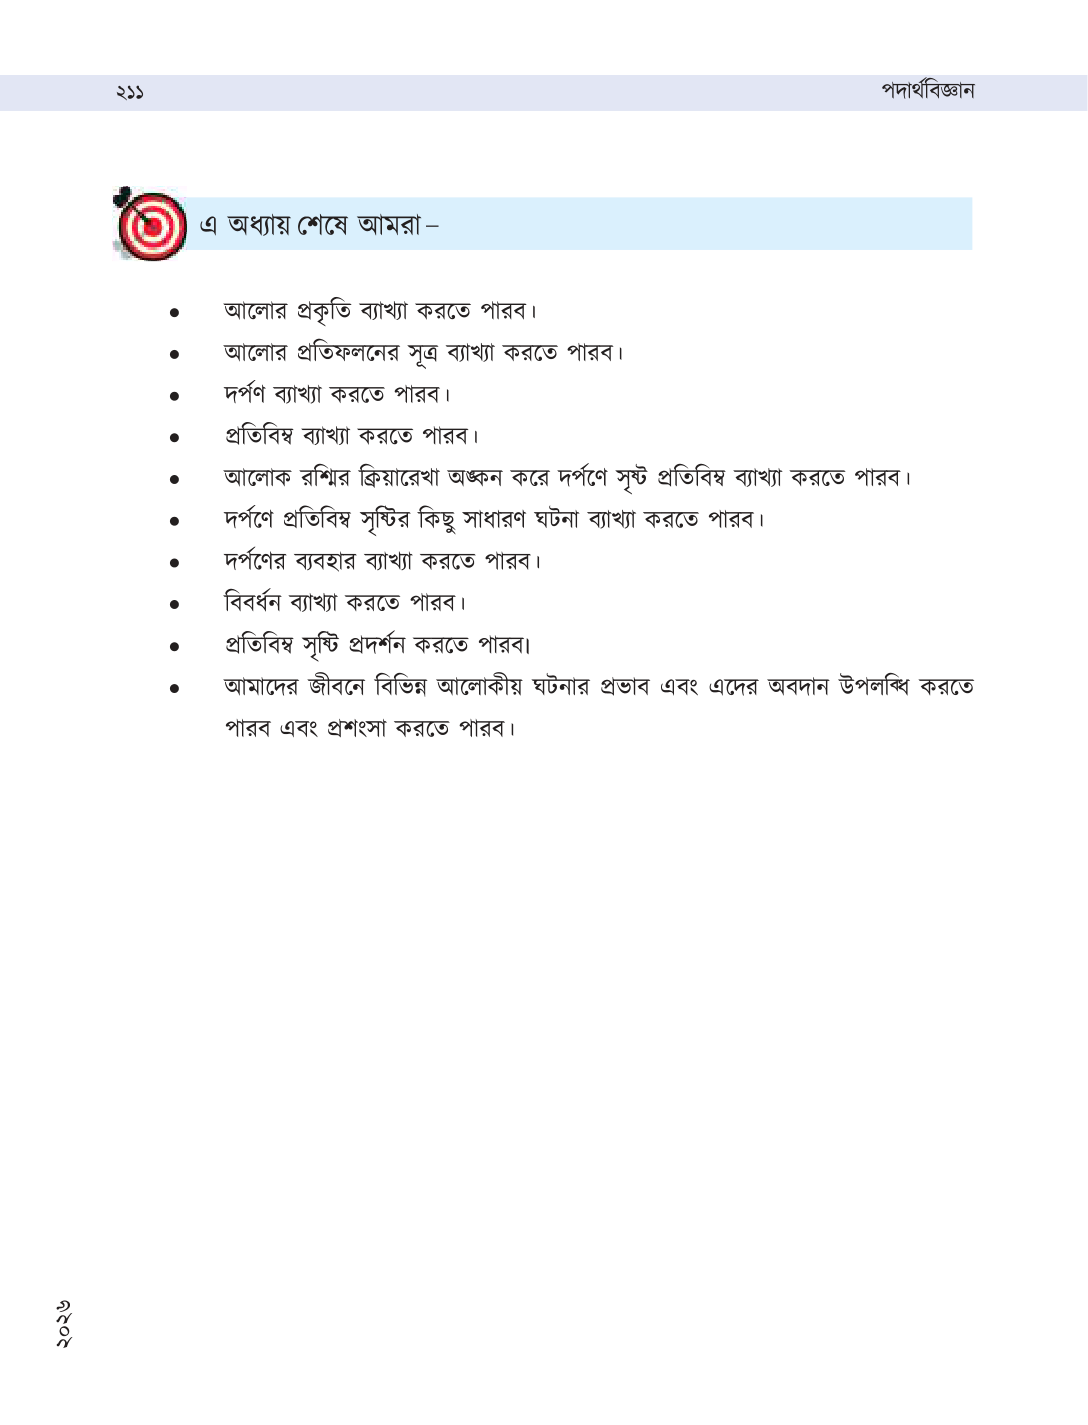 ২১১ পদার্থবিজ্ঞান
এ অধ্যায় শেষে আমরা–
● আলোর প্রকৃতি ব্যাখ্যা করতে পারব।
● আলোর প্রতিফলনের সূত্র ব্যাখ্যা করতে পারব।
● দর্পণ ব্যাখ্যা করতে পারব।
● প্রতিবিম্ব ব্যাখ্যা করতে পারব।
● আলোক রশ্মির ক্রিয়ারেখা অঙ্কন করে দর্পণে সৃষ্ট প্রতিবিম্ব ব্যাখ্যা করতে পারব।
● দর্পণে প্রতিবিম্ব সৃষ্টির কিছু সাধারণ ঘটনা ব্যাখ্যা করতে পারব।
● দর্পণের ব্যবহার ব্যাখ্যা করতে পারব।
● বিবর্ধন ব্যাখ্যা করতে পারব।
● প্রতিবিম্ব সৃষ্টি প্রদর্শন করতে পারব।
● আমাদের জীবনে বিভিন্ন আলোকীয় ঘটনার প্রভাব এবং এদের অবদান উপলব্ধি করতে
পারব এবং প্রশংসা করতে পারব।
২০২৬